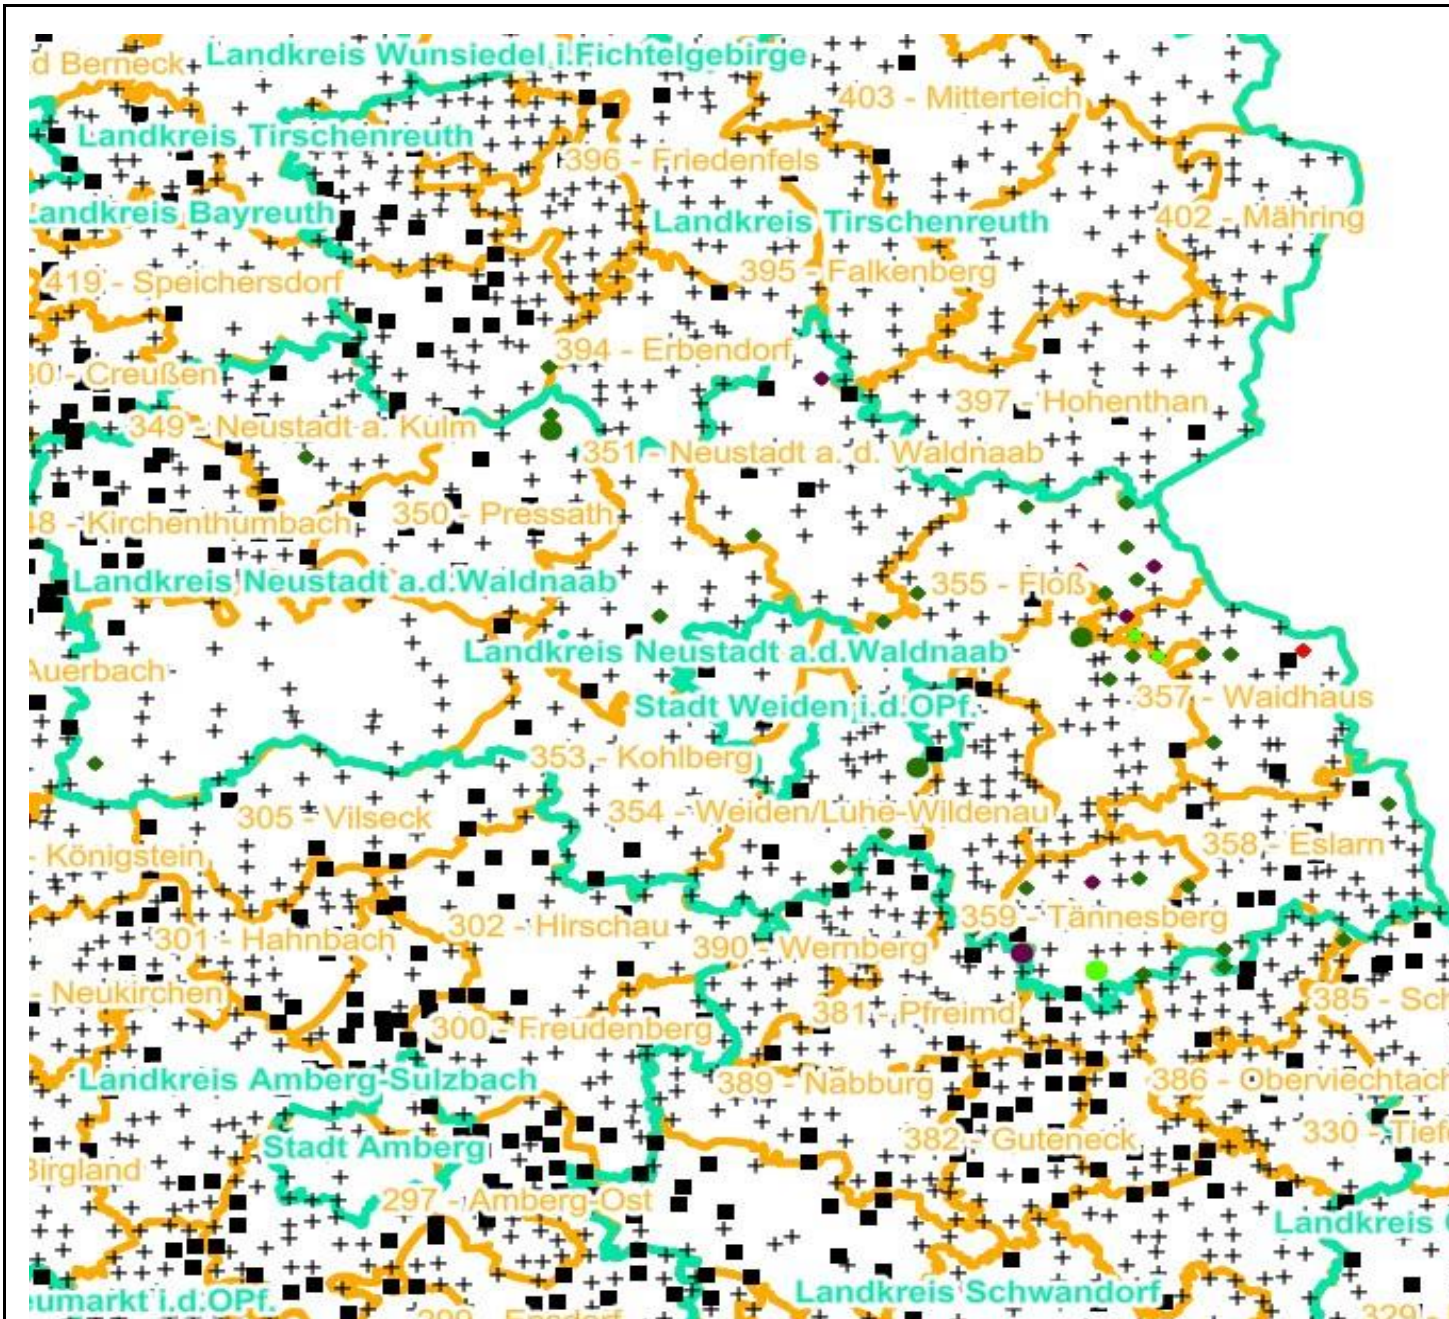 Landkreis Wunsiedel i.Fichtelgebirge
d Berneck
403 - Mitterteich
Landkreis Tirschenreuth
396 - Friedenfels
Landkreis Bayreuth
Landkreis Tirschenreuth
402 - Mähring
395 - Falkenberg
419 - Speichersdorf
394 - Erbendorf
30 - Creußen
397 - Hohenthan
349 - Neustadt a. Kulm
351 - Neustadt a. d. Waldnaab
350 - Pressath
48 - Kirchenthumbach
Landkreis Neustadt a.d.Waldnaab
355 - Floß
Landkreis Neustadt a.d.Waldnaab
Auerbach
357 - Waidhaus
Stadt Weiden i.d.OPf.
353 - Kohlberg
354 - Weiden/Luhe-Wildenau
305 - Vilseck
358 - Eslarn
- Königstein
359 - Tännesberg
302 - Hirschau
301 - Hahnbach
390 - Wernberg
- Neukirchen
385 - Sch
381 - Pfreimd
300 - Freudenberg
Landkreis Amberg-Sulzbach
389 - Nabburg
386 - Oberviechtach
330 - Tief
382 - Guteneck
Stadt Amberg
Birgland
297 - Amberg-Ost
Landkreis
Landkreis Schwandorf
eumarkt i.d.OPf.
299 - Ensdorf
329 -